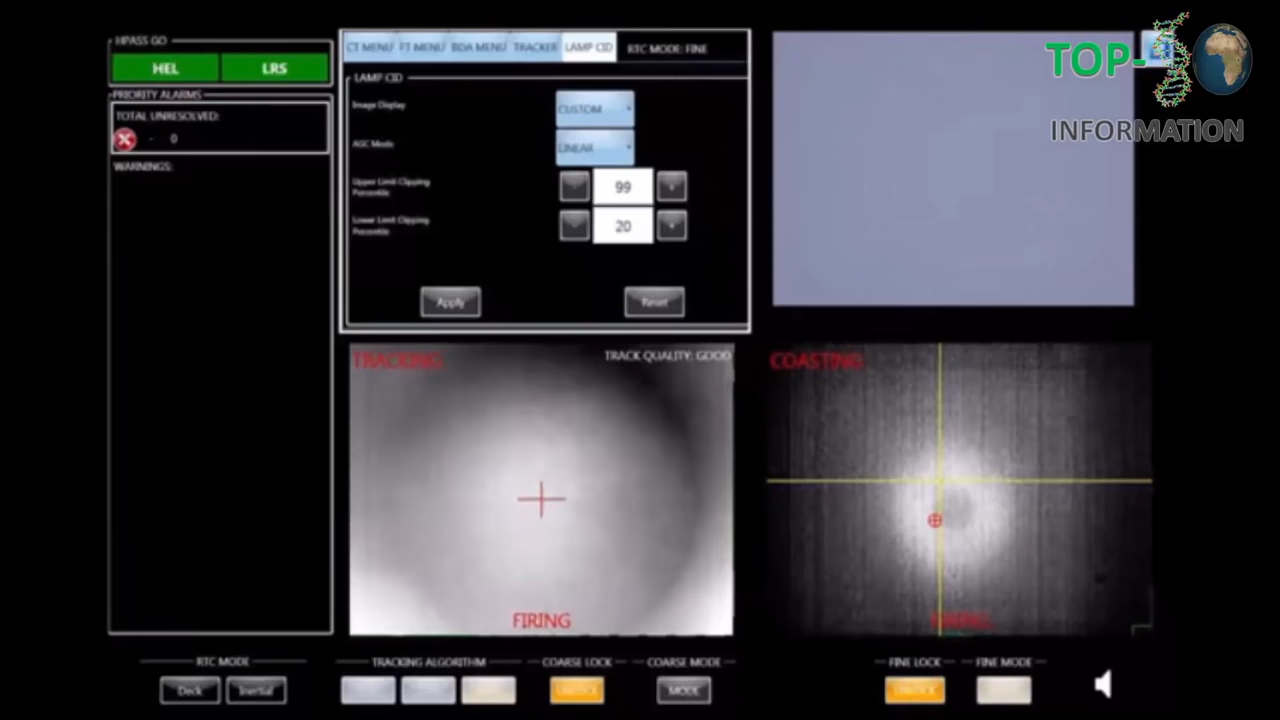 HPASS GO
HEL LRS
PRIORITY ALARMS
TOTAL UNRESOLVED:
- 0
WARNINGS:
CT MENU FT MENU BDA MENU TRACKER LAMP CID RTC MODE: FINE
LAMP CID
Image Display CUSTOM
AGC Mode LINEAR
Upper Limit Clipping
Percentile
- 99 +
Lower Limit Clipping
Percentile
- 20 +
Apply Reset
TOP-
INFORMATION
TRACKING TRACK QUALITY: GOOD
FIRING
COASTING
RTC MODE
Deck Inertial
TRACKING ALGORITHM
COARSE LOCK
UNLOCK
COARSE MODE
MODE
FINE LOCK
UNLOCK
FINE MODE